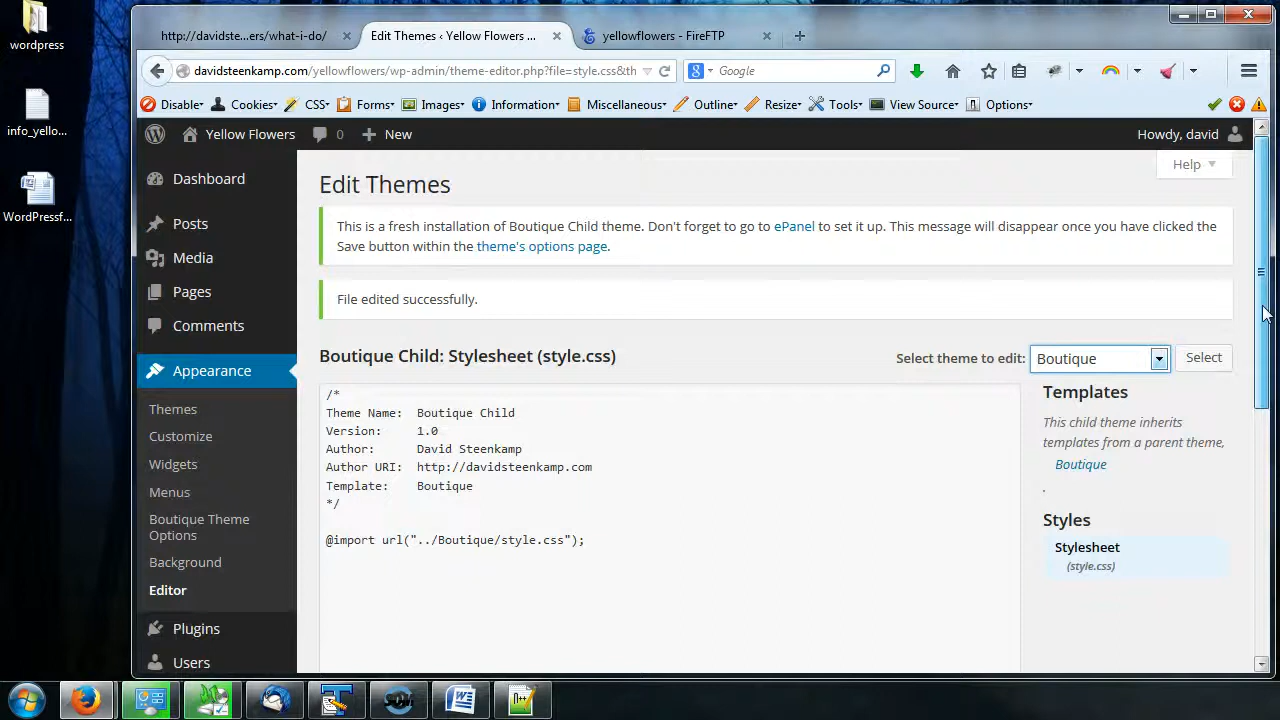 wordpress
info_yello...
WordPressf...
http://davidste...ers/what-i-do/
Edit Themes ‹ Yellow Flowers ...
yellowflowers - FireFTP
davidsteenkamp.com/yellowflowers/wp-admin/theme-editor.php?file=style.css&th
Google
Disable
Cookies
CSS
Forms
Images
Information
Miscellaneous
Outline
Resize
Tools
View Source
Options
Yellow Flowers
0
New
Howdy, david
Help
Dashboard
Posts
Media
Pages
Comments
Appearance
Themes
Customize
Widgets
Menus
Boutique Theme
Options
Background
Editor
Plugins
Users
Edit Themes
This is a fresh installation of Boutique Child theme. Don't forget to go to ePanel to set it up. This message will disappear once you have clicked the
Save button within the theme's options page.
File edited successfully.
Boutique Child: Stylesheet (style.css)
Select theme to edit:
Boutique
Select
/*
Theme Name: Boutique Child
Version: 1.0
Author: David Steenkamp
Author URI: http://davidsteenkamp.com
Template: Boutique
*/
@import url("../Boutique/style.css");
Templates
This child theme inherits
templates from a parent theme,
Boutique
.
Styles
Stylesheet
(style.css)